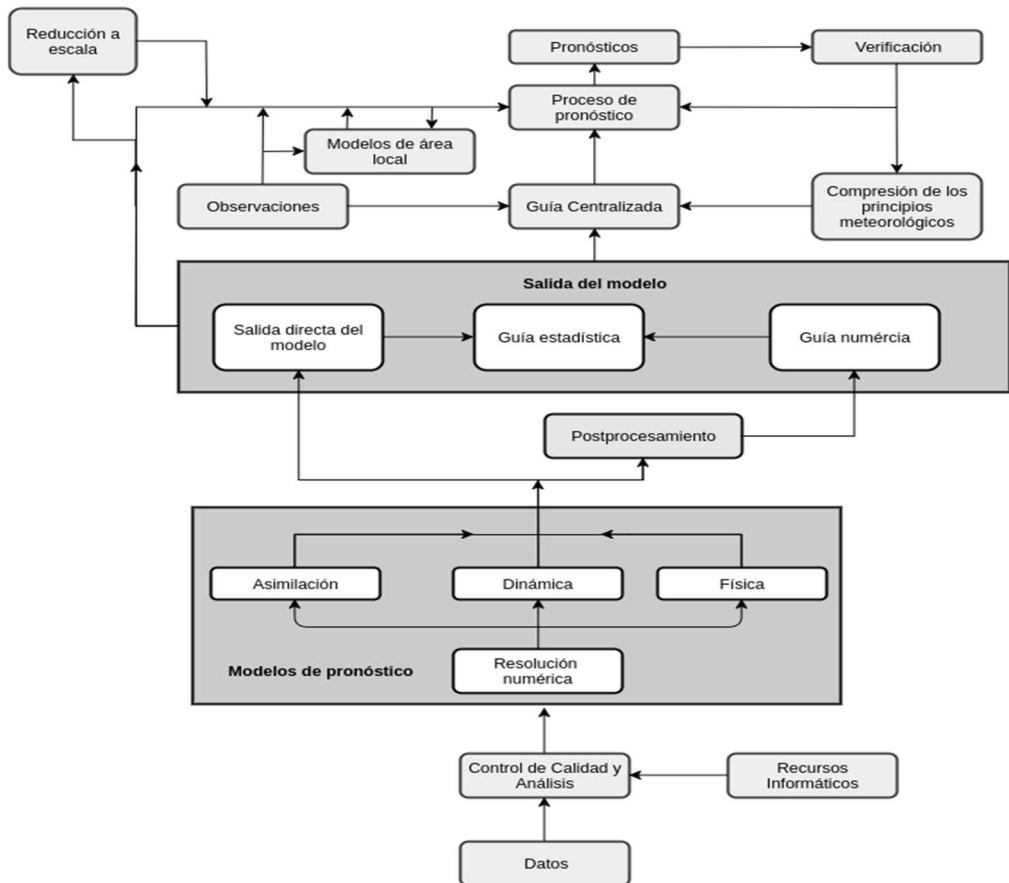 Reducción a
escala
Pronósticos
Verificación
Proceso de
pronóstico
Modelos de área
local
Observaciones
Guía Centralizada
Compresión de los
principios
meteorológicos
Salida del modelo
Salida directa del
modelo
Guía estadística
Guía numércia
Postprocesamiento
Asimilación
Dinámica
Física
Modelos de pronóstico
Resolución
numérica
Control de Calidad y
Análisis
Recursos
Informáticos
Datos